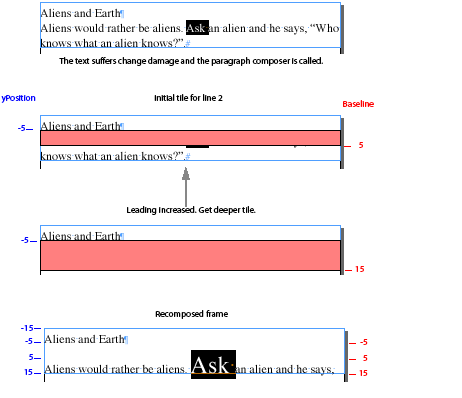 Aliens and Earth¶
Aliens would rather be aliens. Ask an alien and he says, “Who
knows what an alien knows?”.#
The text suffers change damage and the paragraph composer is called.
yPosition
Initial tile for line 2
Baseline
-5
Aliens and Earth¶
5
knows what an alien knows?”.#
Leading increased. Get deeper tile.
-5
Aliens and Earth¶
15
Recomposed frame
-15
-5
Aliens and Earth¶
-5
5
5
15
Aliens would rather be aliens. Ask an alien and he says,
15